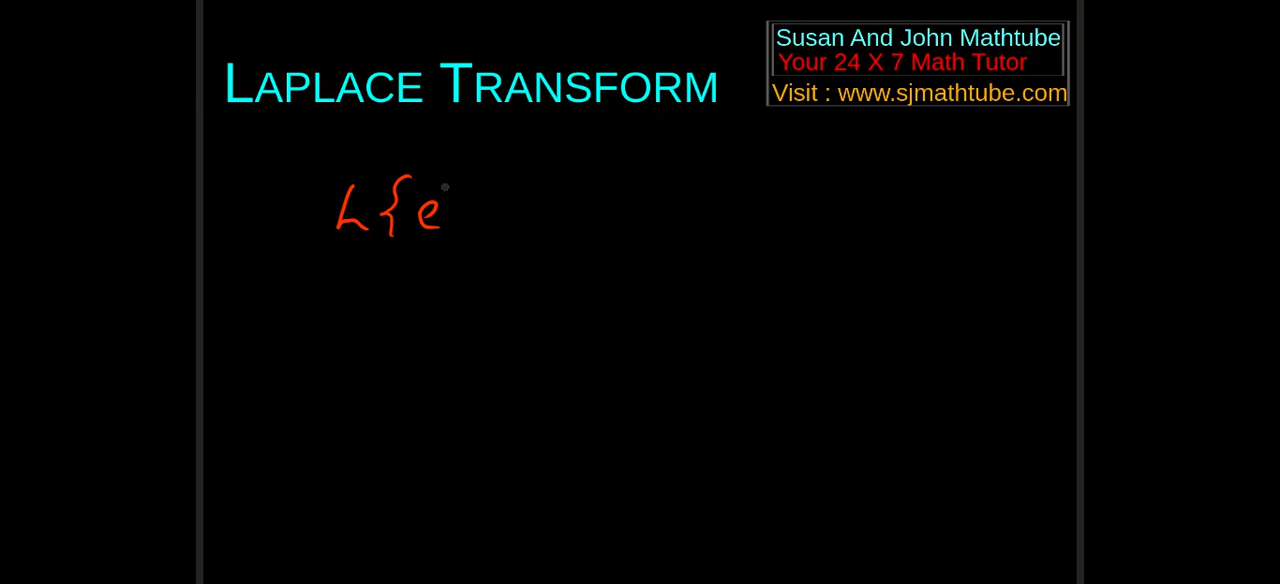 Susan And John Mathtube
Your 24 X 7 Math Tutor
Visit : www.sjmathtube.com
LAPLACE TRANSFORM
L{e